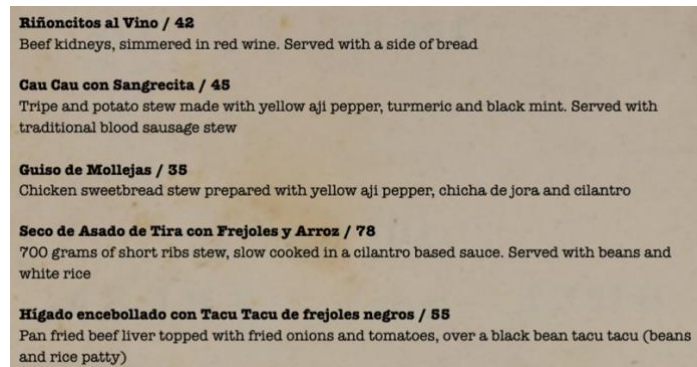 Riñoncitos al Vino / 42
Beef kidneys, simmered in red wine. Served with a side of bread
Cau Cau con Sangrecita / 45
Tripe and potato stew made with yellow aji pepper, turmeric and black mint. Served with
traditional blood sausage stew
Guiso de Mollejas / 35
Chicken sweetbread stew prepared with yellow aji pepper, chicha de jora and cilantro
Seco de Asado de Tira con Frejoles y Arroz / 78
700 grams of short ribs stew, slow cooked in a cilantro based sauce. Served with beans and
white rice
Hígado encebollado con Tacu Tacu de frejoles negros / 55
Pan fried beef liver topped with fried onions and tomatoes, over a black bean tacu tacu (beans
and rice patty)